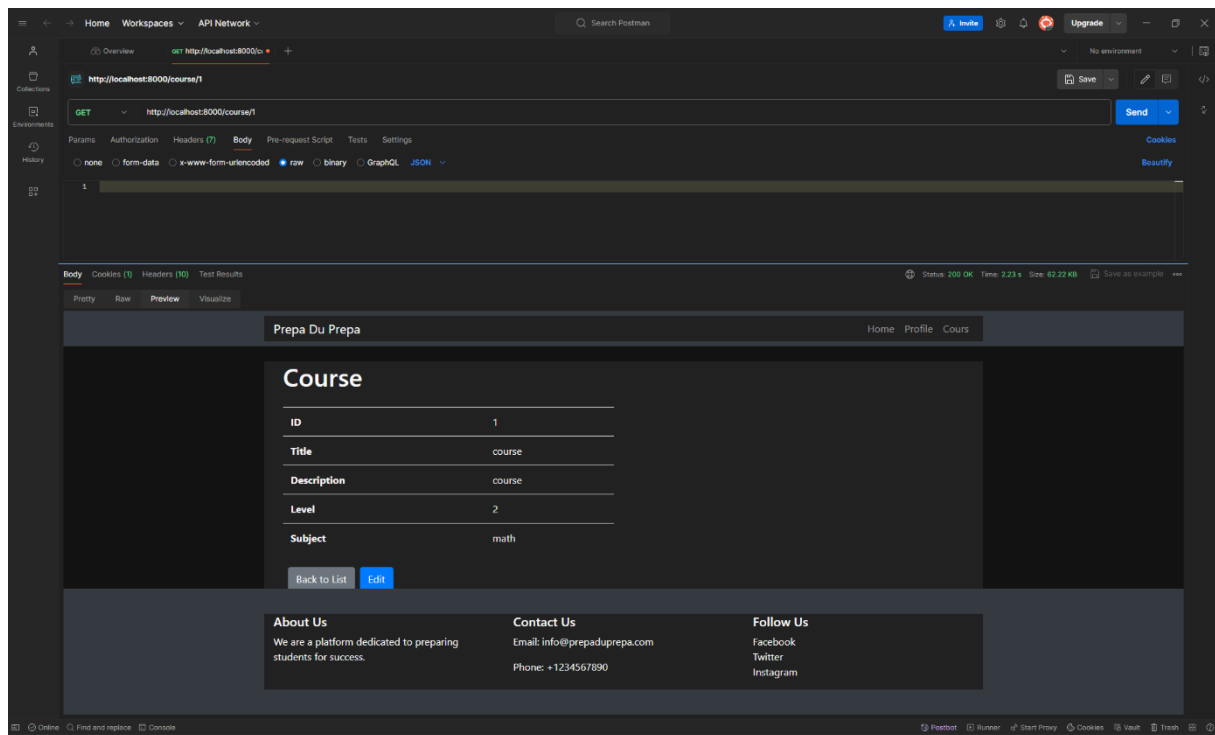 Home Workspaces API Network Search Postman Invite Upgrade
Overview GET http://localhost:8000/c + No environment
Collections
http://localhost:8000/course/1 Save
Environments
GET http://localhost:8000/course/1 Send
History
Params Authorization Headers (7) Body Pre-request Script Tests Settings Cookies
none form-data x-www-form-urlencoded raw binary GraphQL JSON Beautify
1
Body Cookies (1) Headers (10) Test Results Status: 200 OK Time: 2.23 s Size: 62.22 KB Save as example
Pretty Raw Preview Visualize
Prepa Du Prepa Home Profile Cours
Course
ID 1
Title course
Description course
Level 2
Subject math
Back to List Edit
About Us Contact Us Follow Us
We are a platform dedicated to preparing Email: info@prepaduprepa.com Facebook
students for success. Twitter
Phone: +1234567890 Instagram
Online Find and replace Console Postbot Runner Start Proxy Cookies Vault Trash